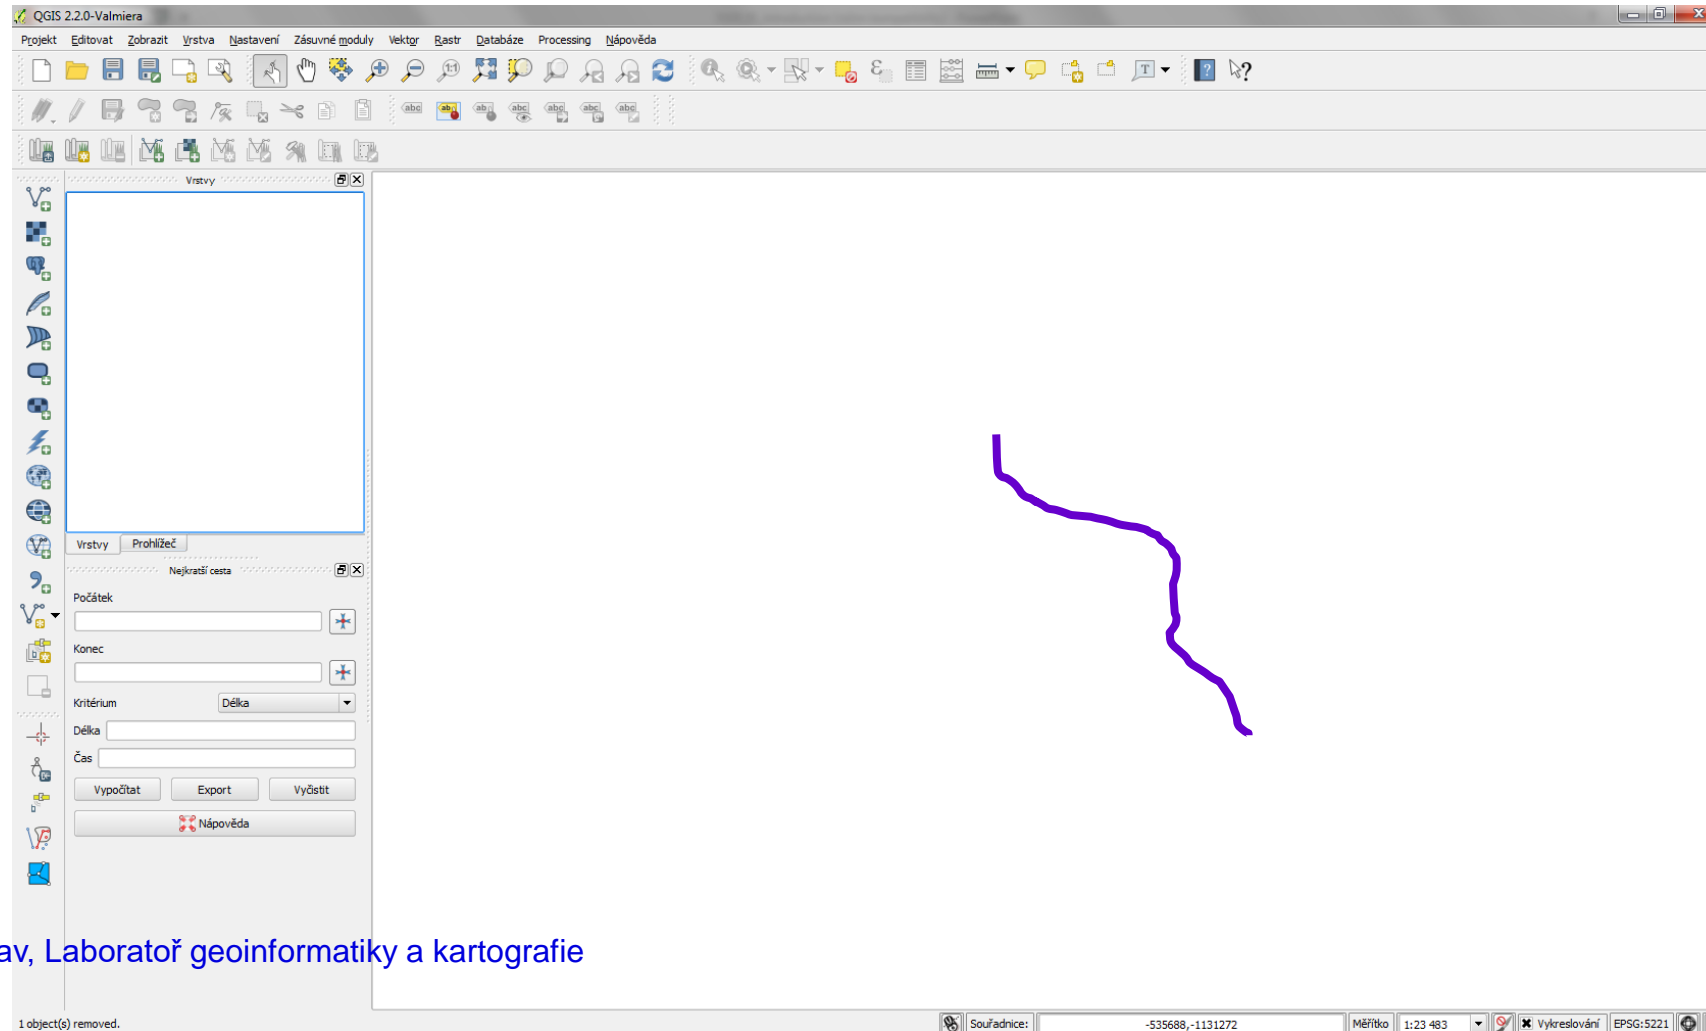 QGIS 2.2.0-Valmiera
Projekt Editovat Zobrazit Vrstva Nastavení Zásuvné moduly Vektor Rastr Databáze Processing Nápověda
Vrstvy
Vrstvy Prohlížeč
Nejkratší cesta
Počátek
Konec
Kritérium Délka
Délka
Čas
Vypočítat Export Vyčistit
Nápověda
av, Laboratoř geoinformatiky a kartografie
1 object(s) removed. Souřadnice: -535688,-1131272 Měřítko 1:23 483 Vykreslování EPSG:5221